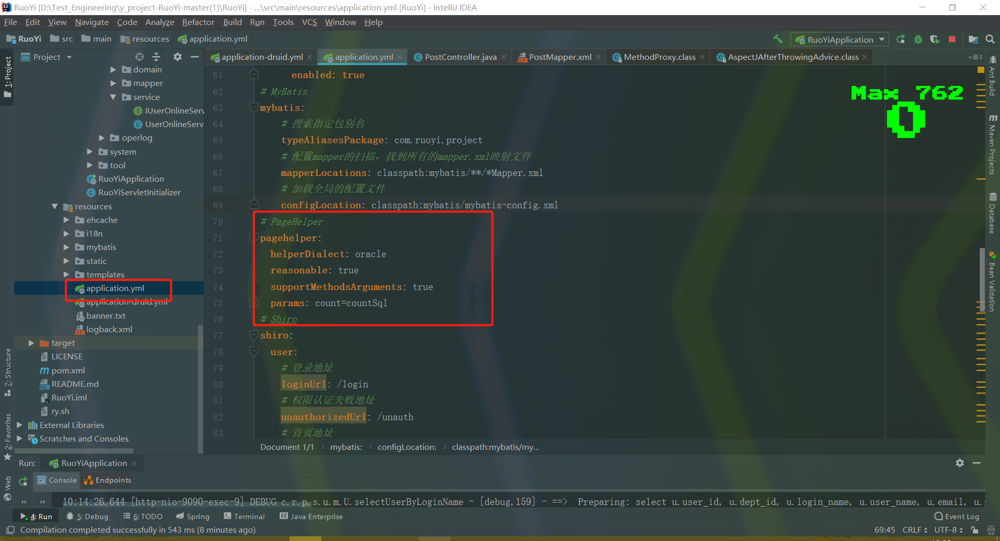 RuoYi [D:\Test_Engineering\y_project-RuoYi-master(1)\RuoYi] - ...\src\main\resources\application.yml [RuoYi] - IntelliJ IDEA
File Edit View Navigate Code Analyze Refactor Build Run Tools VCS Window Help
RuoYi src main resources application.yml RuoYiApplication
Project
application-druid.yml application.yml PostController.java PostMapper.xml MethodProxy.class AspectJAfterThrowingAdvice.class 3
1: Project
domain
mapper
service
IUserOnlineServ
UserOnlineServ
operlog
system
tool
RuoYiApplication
RuoYiServletInitializer
resources
ehcache
i18n
mybatis
static
templates
application.yml
application-druid.yml
banner.txt
logback.xml
target
LICENSE
pom.xml
README.md
RuoYi.iml
ry.sh
External Libraries
Scratches and Consoles
7: Structure
2: Favorites
Web
61 enabled: true
62 # MyBatis
63 mybatis:
64 # 搜索指定包别名
65 typeAliasesPackage: com.ruoyi.project
66 # 配置mapper的扫描，找到所有的mapper.xml映射文件
67 mapperLocations: classpath:mybatis/**/*Mapper.xml
68 # 加载全局的配置文件
69 configLocation: classpath:mybatis/mybatis-config.xml
70 # PageHelper
71 pagehelper:
72 helperDialect: oracle
73 reasonable: true
74 supportMethodsArguments: true
75 params: count=countSql
76 # Shiro
77 shiro:
78 user:
79 # 登录地址
80 loginUrl: /login
81 # 权限认证失败地址
82 unauthorizedUrl: /unauth
83 # 首页地址
Max 762
0
Ant Build
Maven Projects
Database
Bean Validation
Document 1/1 › mybatis: › configLocation: › classpath:mybatis/my...
Run: RuoYiApplication
Console Endpoints
10:14:26.644 [http-nio-9090-exec-9] DEBUG c.r.p.s.u.m.U.selectUserByLoginName - [debug,159] - ==> Preparing: select u.user_id, u.dept_id, u.login_name, u.user_name, u.email, u.
4: Run 5: Debug 6: TODO Spring Terminal Java Enterprise Event Log
Compilation completed successfully in 543 ms (8 minutes ago) 69:45 CRLF UTF-8